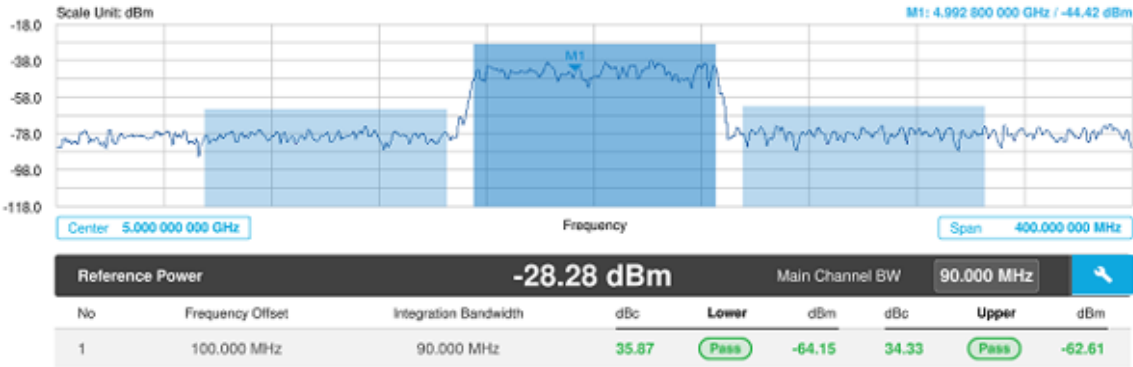 Scale Unit: dBm M1: 4.992 800 000 GHz / -44.42 dBm
-18.0
-38.0
M1
-58.0
-78.0
-98.0
-118.0
Center 5.000 000 000 GHz Frequency Span 400.000 000 MHz
Reference Power -28.28 dBm Main Channel BW 90.000 MHz
No Frequency Offset Integration Bandwidth dBc Lower dBm dBc Upper dBm
1 100.000 MHz 90.000 MHz 35.87 Pass -64.15 34.33 Pass -62.61